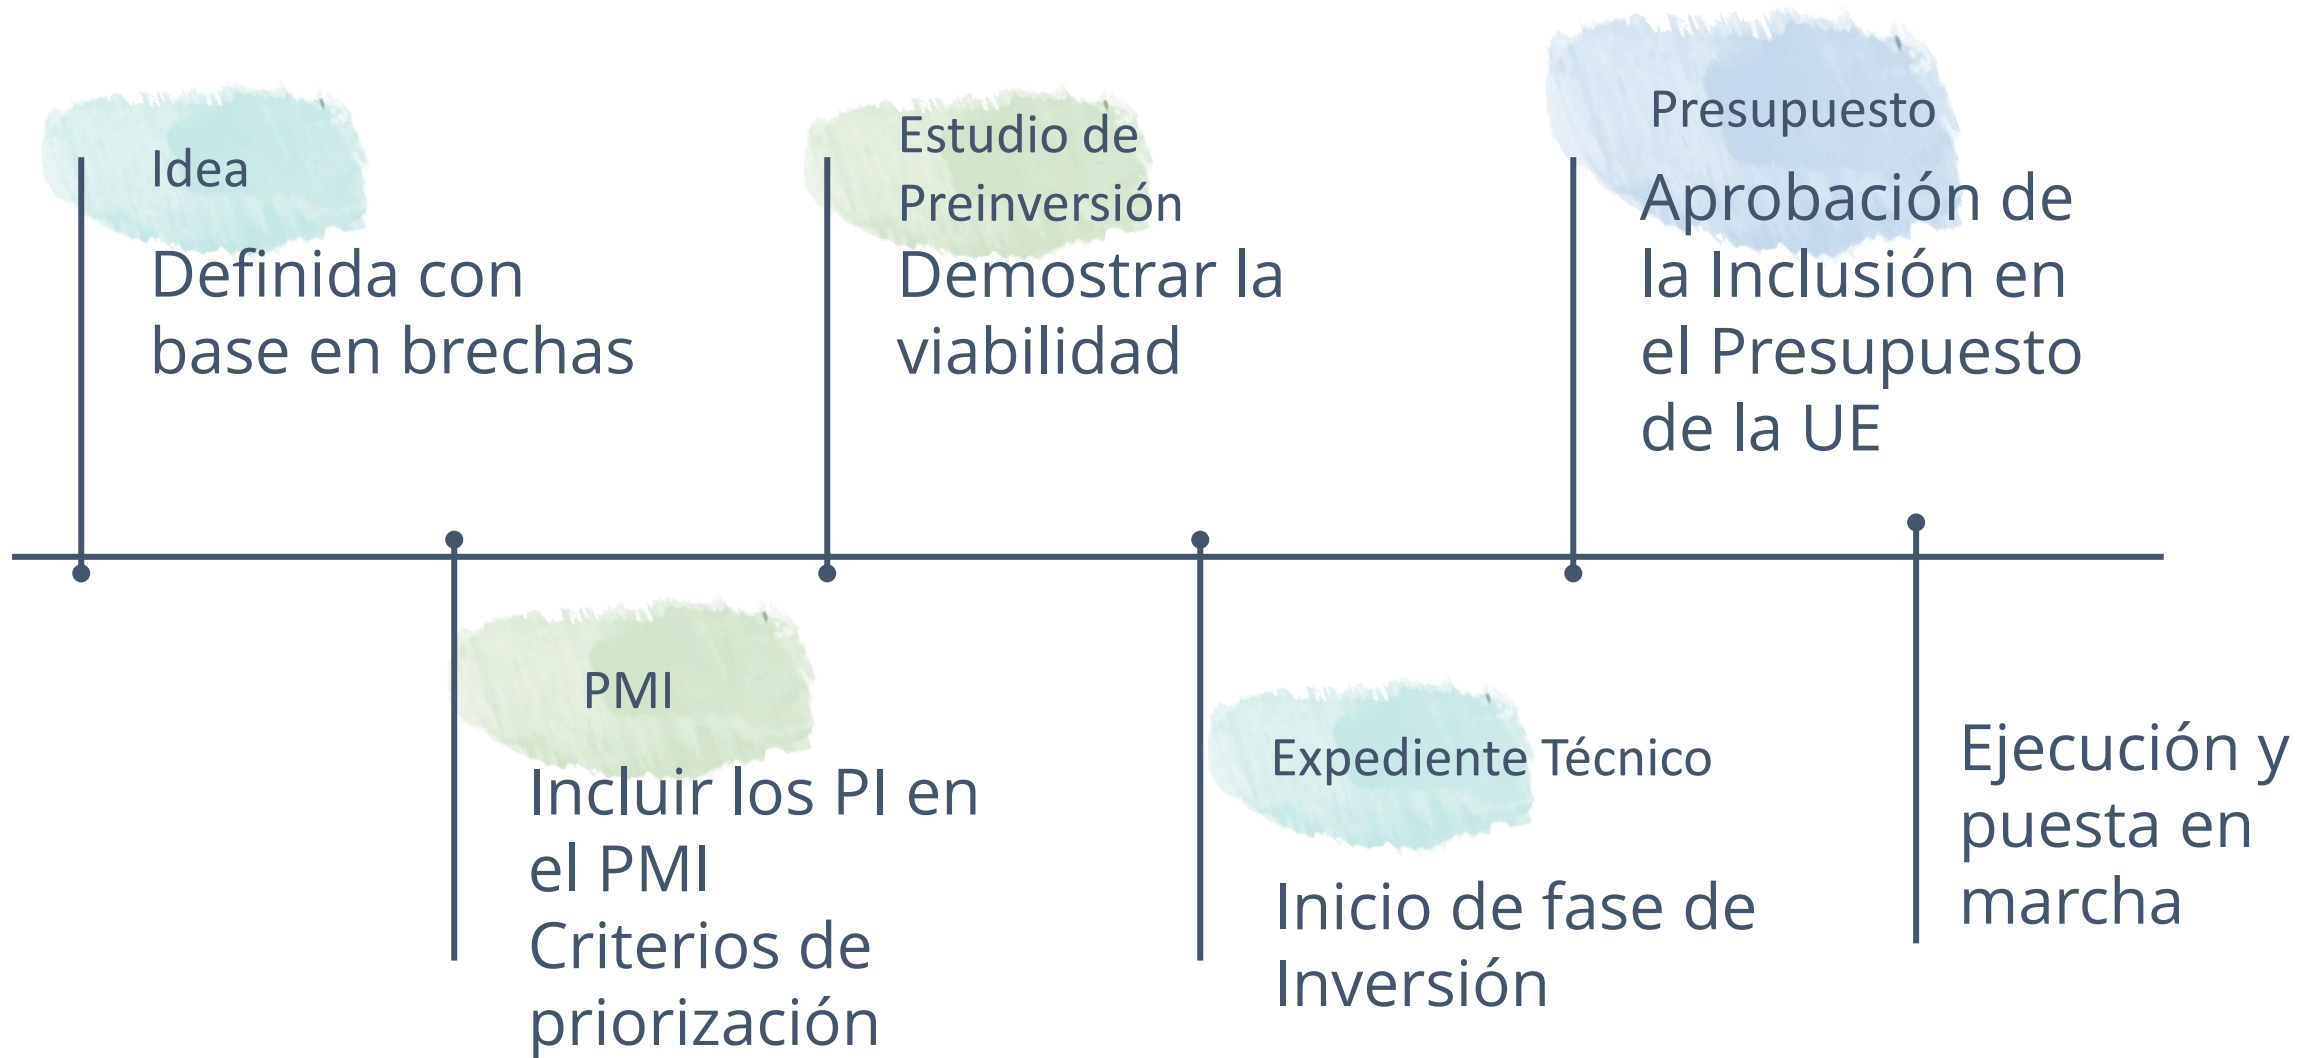 Idea
Definida con
base en brechas
PMI
Incluir los PI en
el PMI
Criterios de
priorización
Estudio de
Preinversión
Demostrar la
viabilidad
Expediente Técnico
Inicio de fase de
Inversión
Presupuesto
Aprobación de
la Inclusión en
el Presupuesto
de la UE
Ejecución y
puesta en
marcha